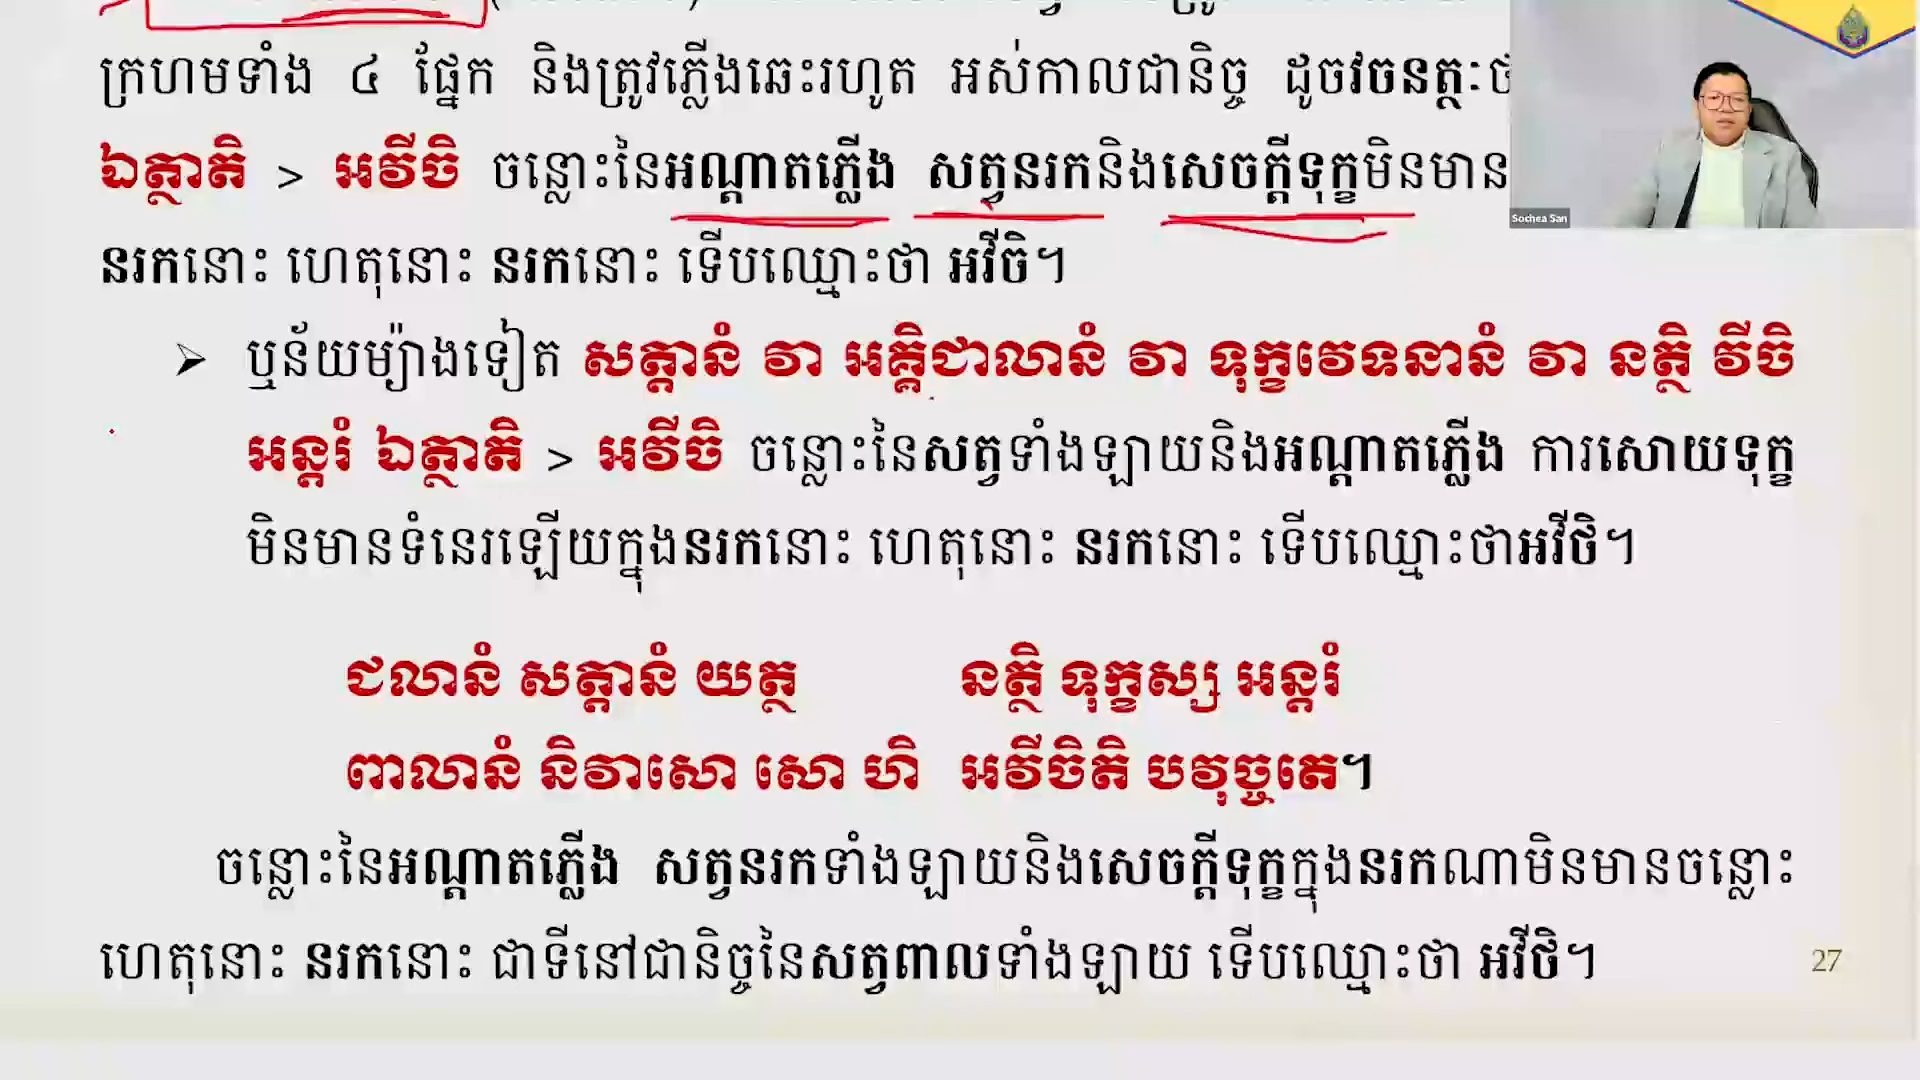 ក្រហមទាំង ៤ ផ្នែក និងត្រូវភ្លើងឆេះរហូត អស់កាលជានិច្ច ដូចវចនត្ថៈ
ឯត្ថាតិ > អវីចិ ចន្លោះនៃអណ្តាតភ្លើង សត្វនរកនិងសេចក្តីទុក្ខមិនមាន
Sochea San
នរកនោះ ហេតុនោះ នរកនោះ ទើបឈ្មោះថា អវីចិ។
➢ ឬន័យម្យ៉ាងទៀត សត្តានំ វា អគ្គិជាលានំ វា ទុក្ខវេទនានំ វា នត្ថិ វីចិ
អន្តរំ ឯត្ថាតិ > អវីចិ ចន្លោះនៃសត្វទាំងឡាយនិងអណ្តាតភ្លើង ការសោយទុក្ខ
មិនមានទំនេរឡើយក្នុងនរកនោះ ហេតុនោះ នរកនោះ ទើបឈ្មោះថាអវីថិ។
ជលានំ សត្តានំ យត្ថ នត្ថិ ទុក្ខស្ស អន្តរំ
ពាលានំ និវាសោ សោ ហិ អវីចិតិ បវុច្ចតេ។
ចន្លោះនៃអណ្តាតភ្លើង សត្វនរកទាំងឡាយនិងសេចក្តីទុក្ខក្នុងនរកណាមិនមានចន្លោះ
ហេតុនោះ នរកនោះ ជាទីនៅជានិច្ចនៃសត្វពាលទាំងឡាយ ទើបឈ្មោះថា អវីថិ។
27